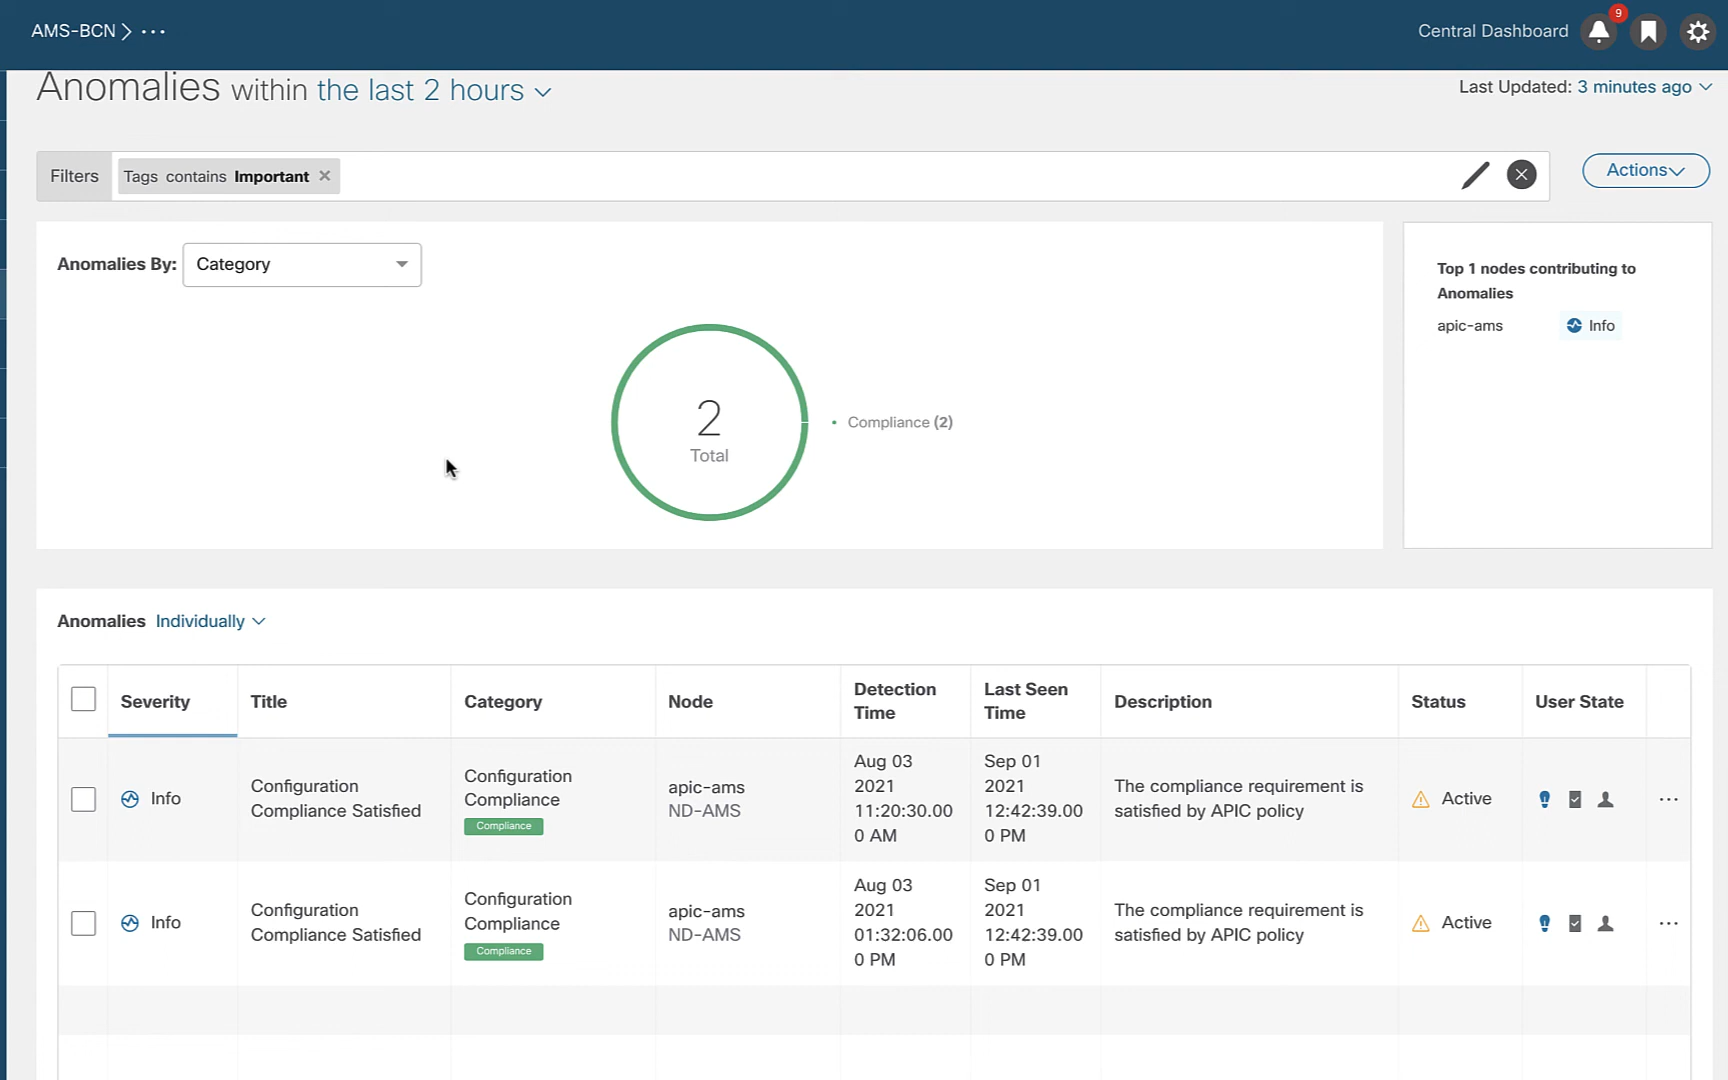 AMS-BCN
Central Dashboard
9
Anomalies within the last 2 hours
Last Updated: 3 minutes ago
Filters
Tags contains Important
Actions
Anomalies By:
Category
2
Total
Compliance (2)
Top 1 nodes contributing to
Anomalies
apic-ams
Info
Anomalies Individually
Severity
Title
Category
Node
Detection
Time
Last Seen
Time
Description
Status
User State
Info
Configuration
Compliance Satisfied
Configuration
Compliance
Compliance
apic-ams
ND-AMS
Aug 03
2021
11:20:30.00
0 AM
Sep 01
2021
12:42:39.00
0 PM
The compliance requirement is
satisfied by APIC policy
Active
Info
Configuration
Compliance Satisfied
Configuration
Compliance
Compliance
apic-ams
ND-AMS
Aug 03
2021
01:32:06.00
0 PM
Sep 01
2021
12:42:39.00
0 PM
The compliance requirement is
satisfied by APIC policy
Active